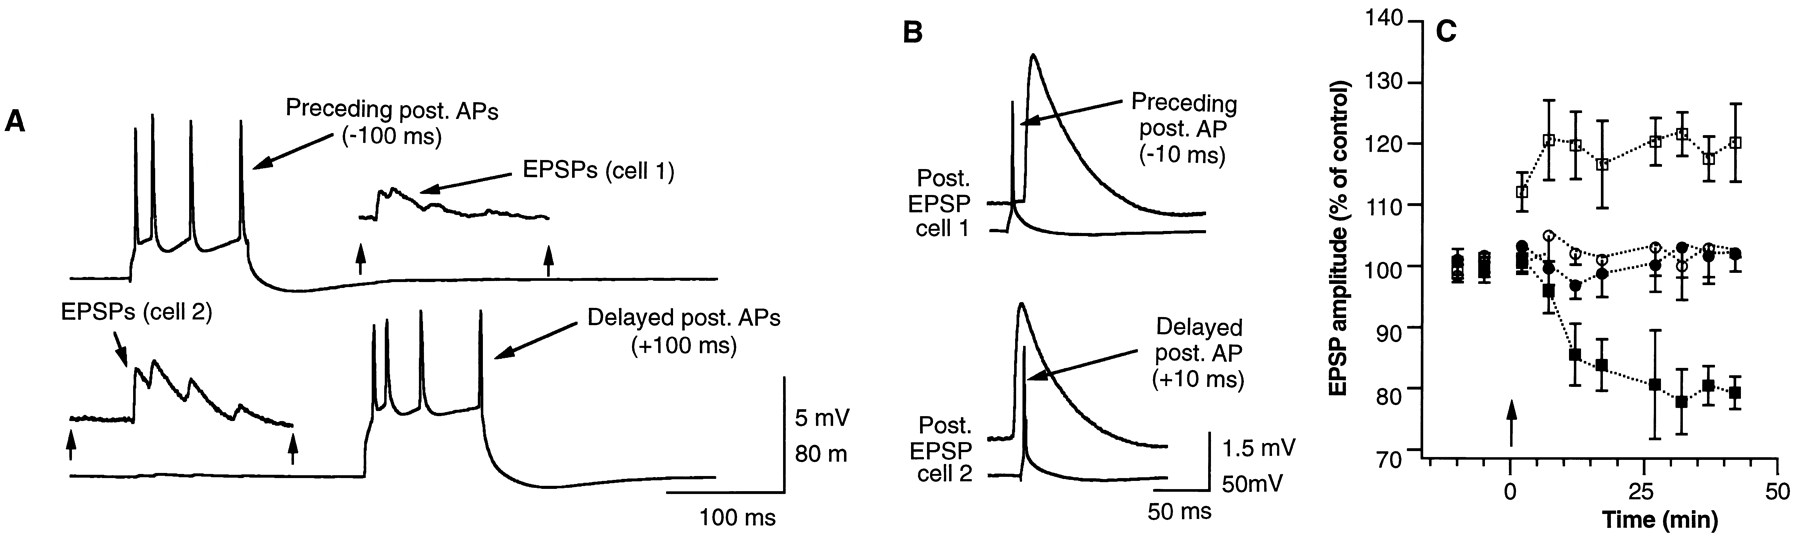 A
Preceding post. APs
(-100 ms)
EPSPs (cell 1)
EPSPs (cell 2)
Delayed post. APs
(+100 ms)
5 mV
80 m
100 ms
B
Preceding
post. AP
(-10 ms)
Post.
EPSP
cell 1
Delayed
post. AP
(+10 ms)
Post.
EPSP
cell 2
1.5 mV
50mV
50 ms
C
EPSP amplitude (% of control)
140
130
120
110
100
90
80
70
0
25
50
Time (min)